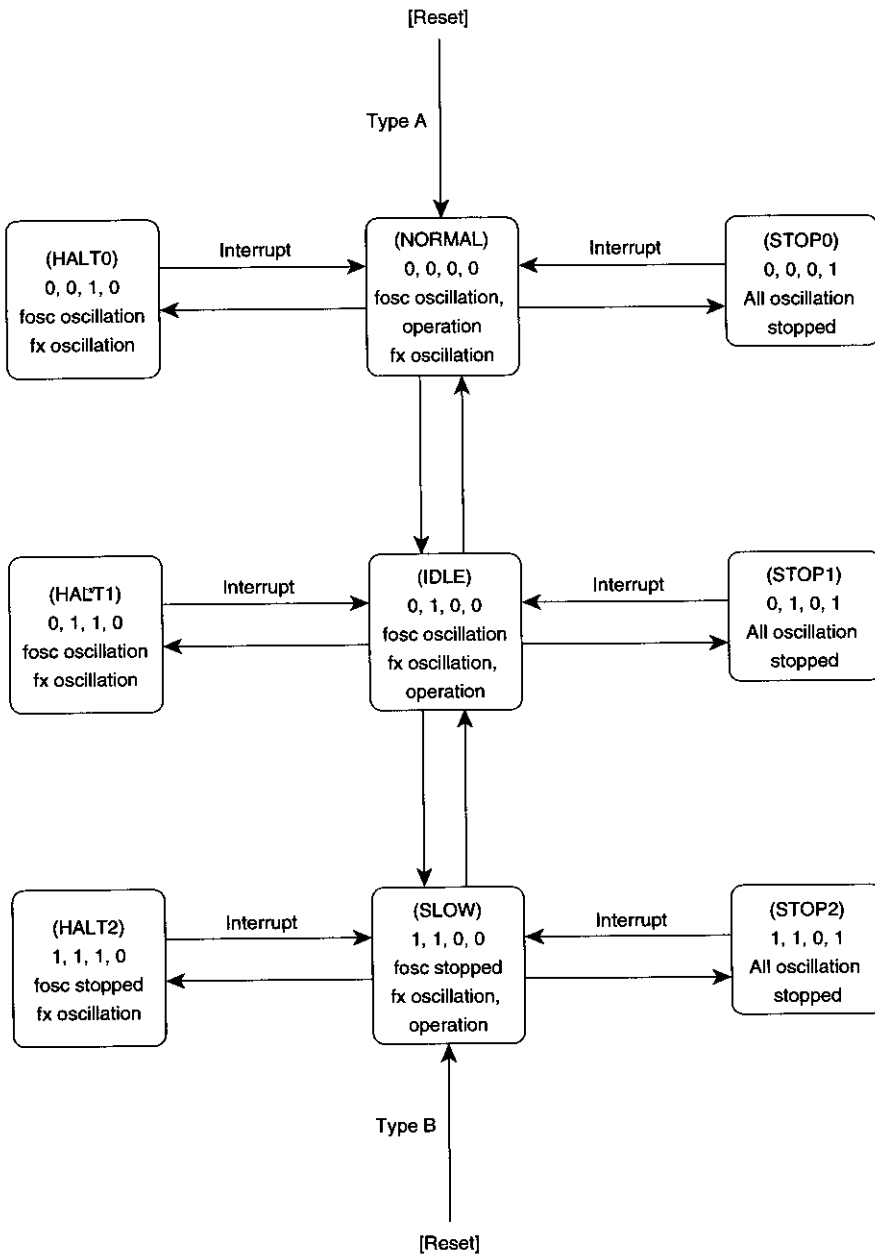 [Reset]
Type A
(HALT0)
0, 0, 1, 0
fosc oscillation
fx oscillation
Interrupt
(NORMAL)
0, 0, 0, 0
fosc oscillation,
operation
fx oscillation
Interrupt
(STOP0)
0, 0, 0, 1
All oscillation
stopped
(HALT1)
0, 1, 1, 0
fosc oscillation
fx oscillation
Interrupt
(IDLE)
0, 1, 0, 0
fosc oscillation
fx oscillation,
operation
Interrupt
(STOP1)
0, 1, 0, 1
All oscillation
stopped
(HALT2)
1, 1, 1, 0
fosc stopped
fx oscillation
Interrupt
(SLOW)
1, 1, 0, 0
fosc stopped
fx oscillation,
operation
Interrupt
(STOP2)
1, 1, 0, 1
All oscillation
stopped
Type B
[Reset]